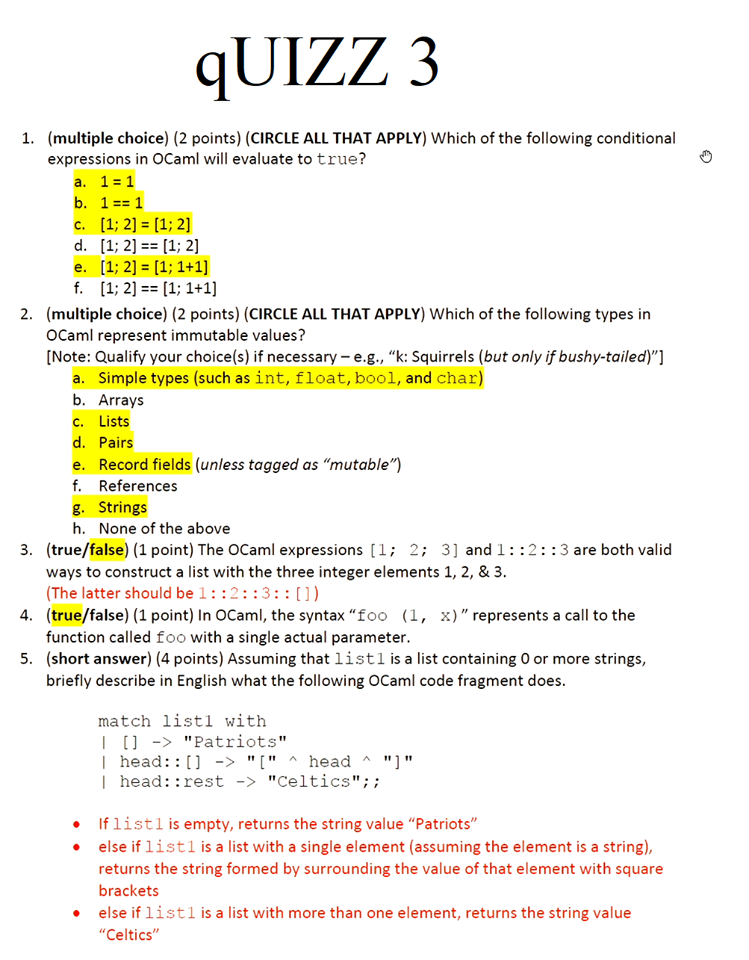 qUIZZ 3
1. (multiple choice) (2 points) (CIRCLE ALL THAT APPLY) Which of the following conditional
expressions in OCaml will evaluate to true?
a. 1 = 1
b. 1 == 1
c. [1; 2] = [1; 2]
d. [1; 2] == [1; 2]
e. [1; 2] = [1; 1+1]
f. [1; 2] == [1; 1+1]
2. (multiple choice) (2 points) (CIRCLE ALL THAT APPLY) Which of the following types in
OCaml represent immutable values?
[Note: Qualify your choice(s) if necessary – e.g., “k: Squirrels (but only if bushy-tailed)”]
a. Simple types (such as int, float, bool, and char)
b. Arrays
c. Lists
d. Pairs
e. Record fields (unless tagged as “mutable”)
f. References
g. Strings
h. None of the above
3. (true/false) (1 point) The OCaml expressions [1; 2; 3] and 1::2::3 are both valid
ways to construct a list with the three integer elements 1, 2, & 3.
(The latter should be 1::2::3::[])
4. (true/false) (1 point) In OCaml, the syntax “foo (1, x)” represents a call to the
function called foo with a single actual parameter.
5. (short answer) (4 points) Assuming that list1 is a list containing 0 or more strings,
briefly describe in English what the following OCaml code fragment does.
match list1 with
| [] -> "Patriots"
| head::[] -> "[" ^ head ^ "]"
| head::rest -> "Celtics";;
• If list1 is empty, returns the string value “Patriots”
• else if list1 is a list with a single element (assuming the element is a string),
returns the string formed by surrounding the value of that element with square
brackets
• else if list1 is a list with more than one element, returns the string value
“Celtics”